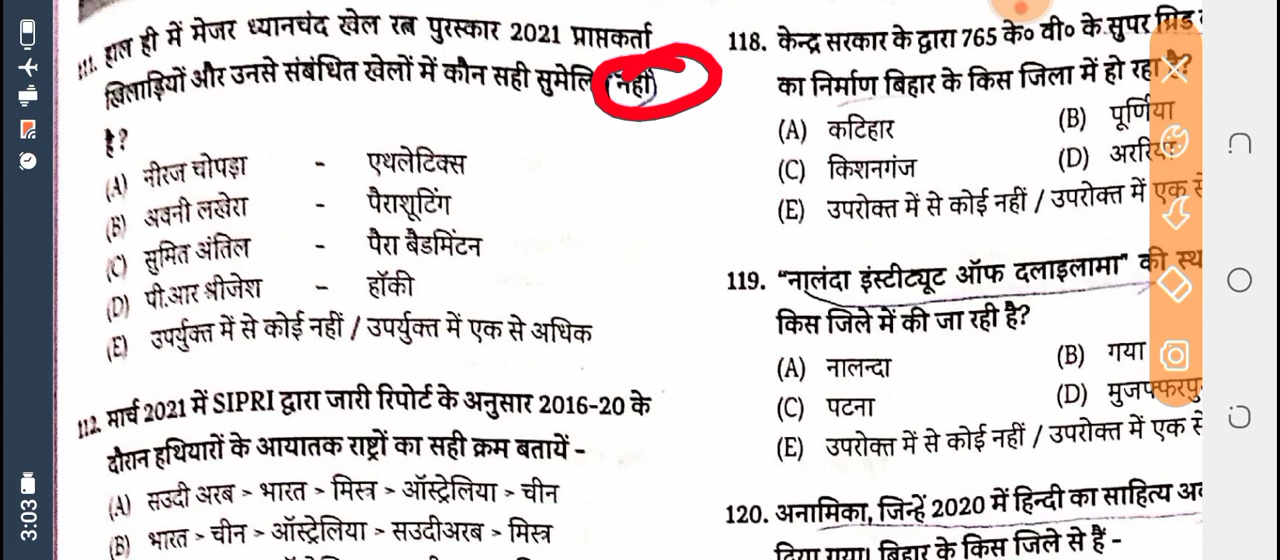 111. हाल ही में मेजर ध्यानचंद खेल रत्न पुरस्कार 2021 प्राप्तकर्ता
खिलाड़ियों और उनसे संबंधित खेलों में कौन सही सुमेलि (नहीं)
है?
(A) नीरज चोपड़ा - एथलेटिक्स
(B) अवनी लखेरा - पैराशूटिंग
(C) सुमित अंतिल - पैरा बैडमिंटन
(D) पी.आर श्रीजेश - हॉकी
(E) उपर्युक्त में से कोई नहीं / उपर्युक्त में एक से अधिक
112. मार्च 2021 में SIPRI द्वारा जारी रिपोर्ट के अनुसार 2016-20 के
दौरान हथियारों के आयातक राष्ट्रों का सही क्रम बतायें -
(A) सउदी अरब > भारत > मिस्त्र > ऑस्ट्रेलिया > चीन
(B) भारत > चीन > ऑस्ट्रेलिया > सउदीअरब > मिस्त्र
118. केन्द्र सरकार के द्वारा 765 के० वी० के सुपर ग्रिड
का निर्माण बिहार के किस जिला में हो रहा है?
(A) कटिहार (B) पूर्णिया
(C) किशनगंज (D) अररिया
(E) उपरोक्त में से कोई नहीं / उपरोक्त में एक से
119. “नालंदा इंस्टीट्यूट ऑफ दलाइलामा” की स्थ
किस जिले में की जा रही है?
(A) नालन्दा (B) गया
(C) पटना (D) मुजफ्फरपु
(E) उपरोक्त में से कोई नहीं / उपरोक्त में एक से
120. अनामिका, जिन्हें 2020 में हिन्दी का साहित्य अ
दिया गया। बिहार के किस जिले से हैं -
3:03